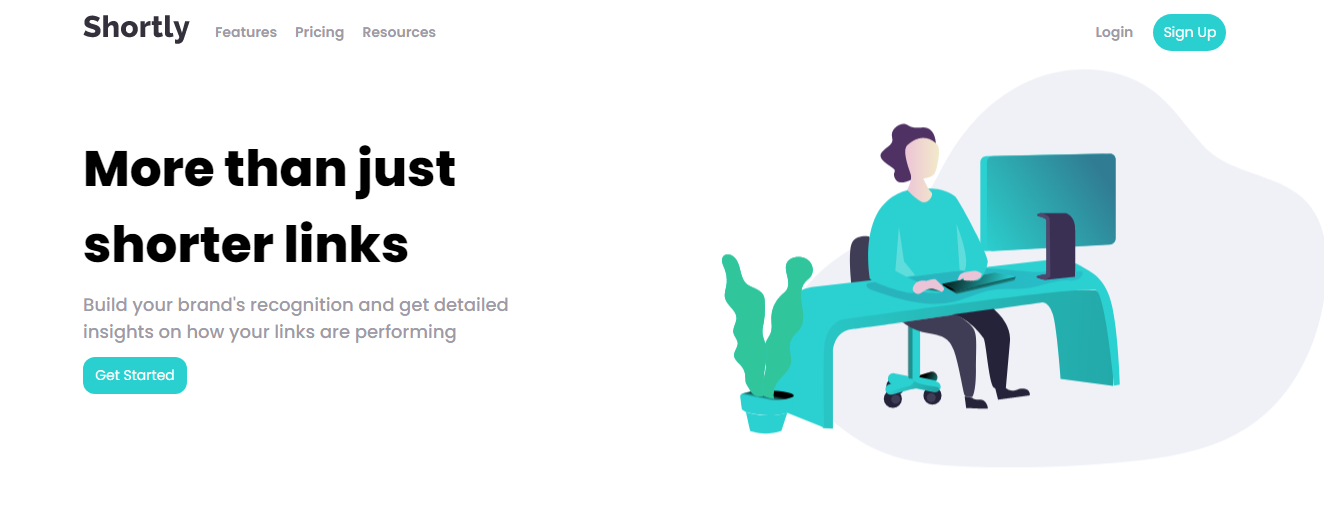 Shortly Features Pricing Resources Login Sign Up
More than just
shorter links
Build your brand's recognition and get detailed
insights on how your links are performing
Get Started